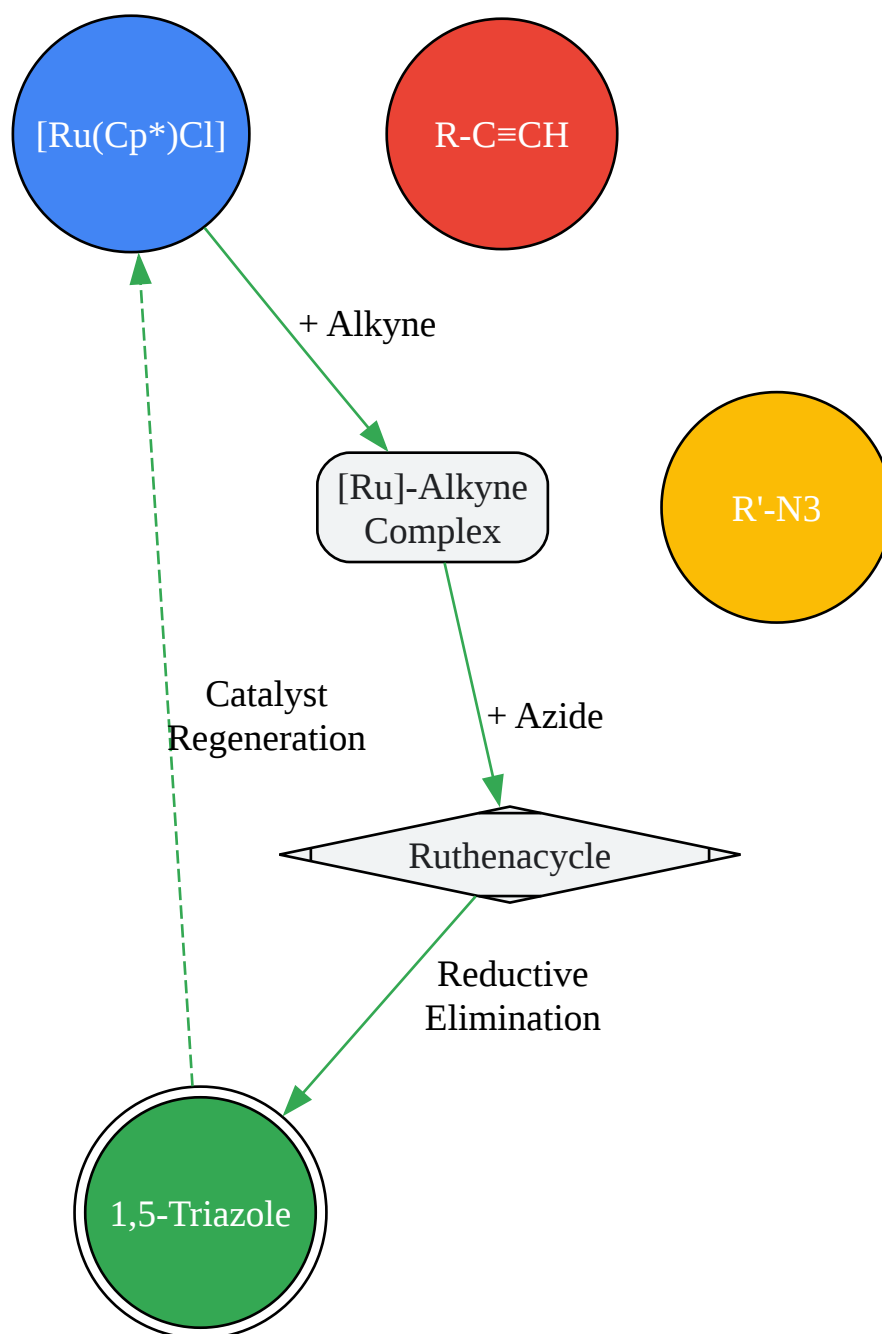 [Ru(Cp*)Cl]
R-C≡CH
+ Alkyne
[Ru]-Alkyne
Complex
R'-N3
Catalyst
Regeneration
+ Azide
Ruthenacycle
Reductive
Elimination
1,5-Triazole